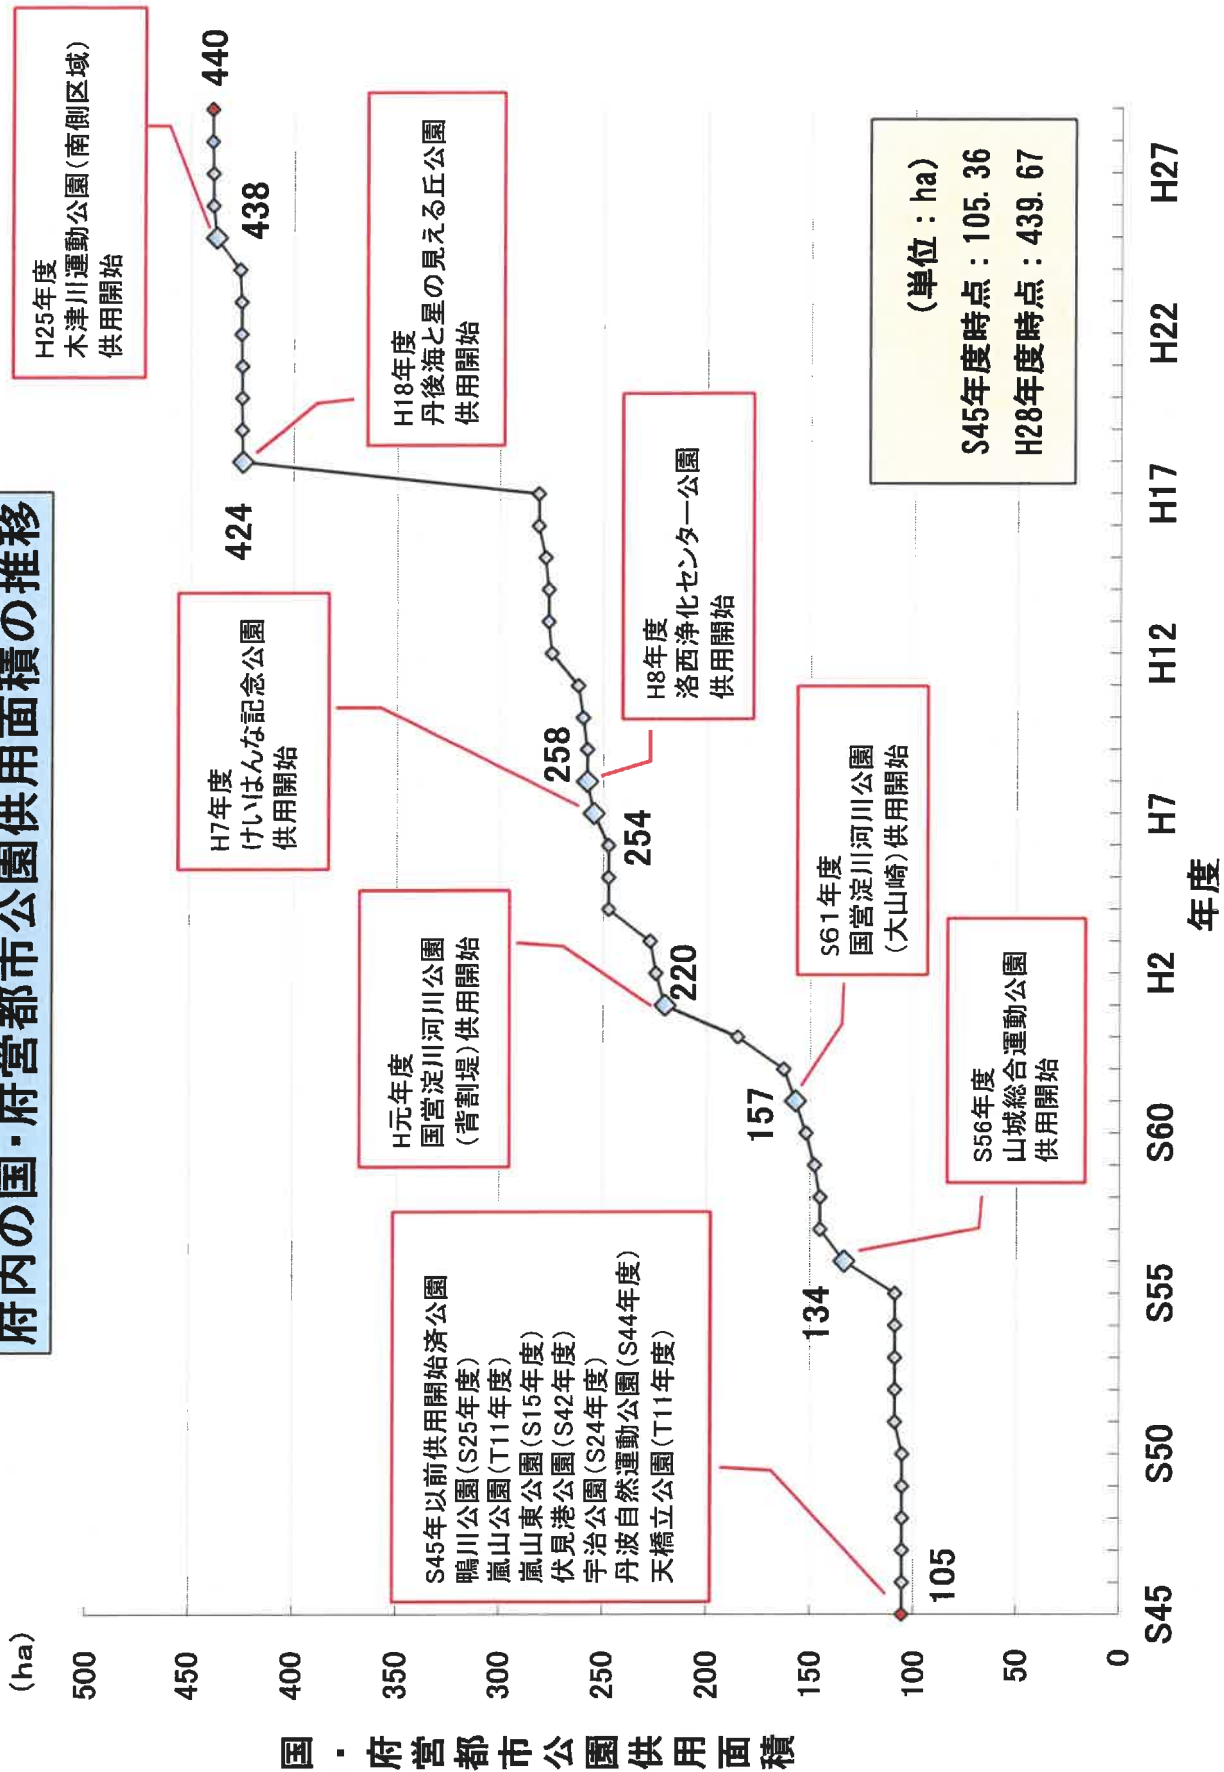 府内の国・府営都市公園供用面積の推移
(ha)
国・府営都市公園供用面積
500
450
400
350
300
250
200
150
100
50
0
S45年以前供用開始済公園
鴨川公園(S25年度)
嵐山公園(T11年度)
嵐山東公園(S15年度)
伏見港公園(S42年度)
宇治公園(S24年度)
丹波自然運動公園(S44年度)
天橋立公園(T11年度)
H元年度
国営淀川河川公園
(背割堤)供用開始
H7年度
けいはんな記念公園
供用開始
H25年度
木津川運動公園(南側区域)
供用開始
H18年度
丹後海と星の見える丘公園
供用開始
H8年度
洛西浄化センター公園
供用開始
S61年度
国営淀川河川公園
(大山崎)供用開始
S56年度
山城総合運動公園
供用開始
105
134
157
220
254
258
424
438
440
(単位:ha)
S45年度時点:105.36
H28年度時点:439.67
S45
S50
S55
S60
H2
H7
H12
H17
H22
H27
年度